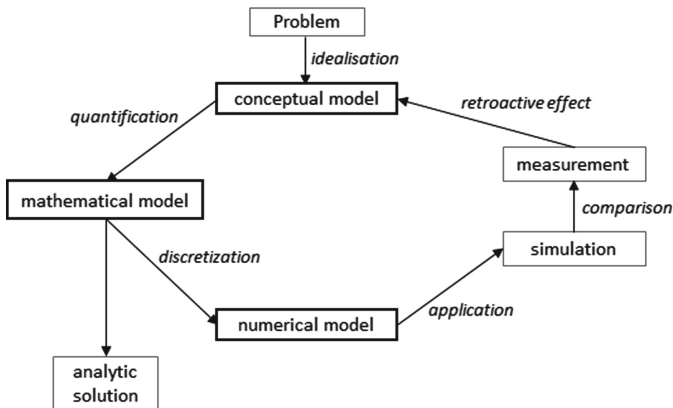 Problem
idealisation
conceptual model
retroactive effect
quantification
measurement
mathematical model
comparison
simulation
discretization
numerical model
application
analytic
solution